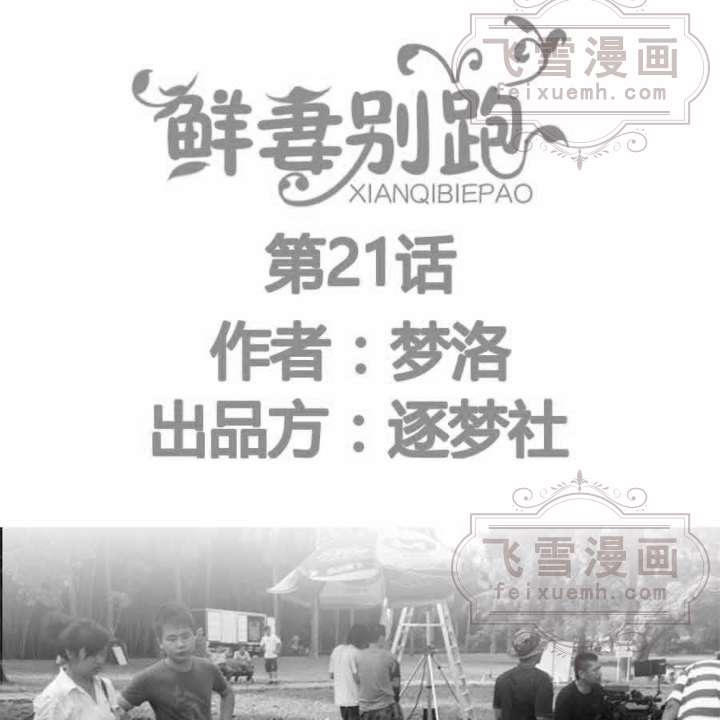 飞雪漫画
feixuemh.com
鲜妻别跑
XIANQIBIEPAO
第21话
作者：梦洛
出品方：逐梦社
飞雪漫画
feixuemh.com